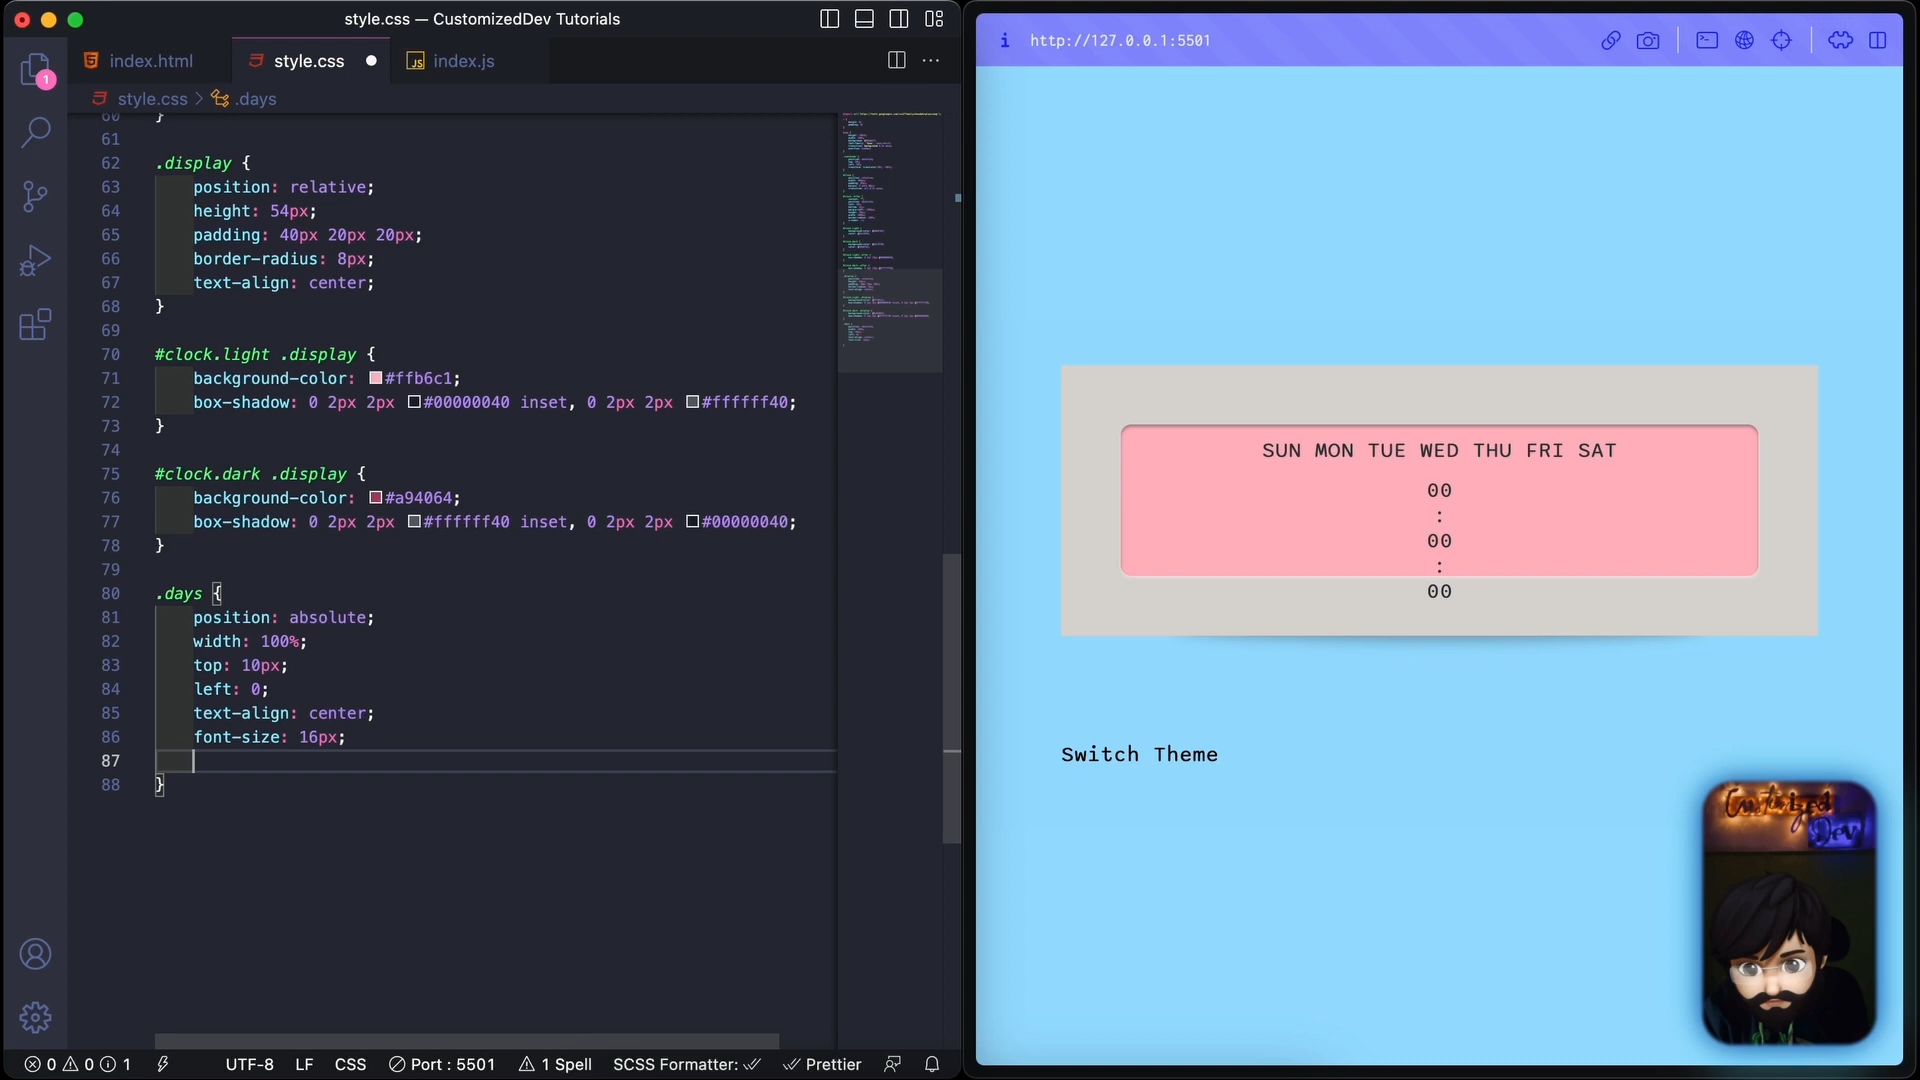 style.css — CustomizedDev Tutorials
index.html
style.css
JS index.js
style.css > .days
1
60 }
61
62 .display {
63 position: relative;
64 height: 54px;
65 padding: 40px 20px 20px;
66 border-radius: 8px;
67 text-align: center;
68 }
69
70 #clock.light .display {
71 background-color: #ffb6c1;
72 box-shadow: 0 2px 2px #00000040 inset, 0 2px 2px #ffffff40;
73 }
74
75 #clock.dark .display {
76 background-color: #a94064;
77 box-shadow: 0 2px 2px #ffffff40 inset, 0 2px 2px #00000040;
78 }
79
80 .days {
81 position: absolute;
82 width: 100%;
83 top: 10px;
84 left: 0;
85 text-align: center;
86 font-size: 16px;
87
88 }
0 0 1 UTF-8 LF CSS Port : 5501 1 Spell SCSS Formatter: Prettier
i http://127.0.0.1:5501
SUN MON TUE WED THU FRI SAT
00
:
00
:
00
Switch Theme
Customized
Dev